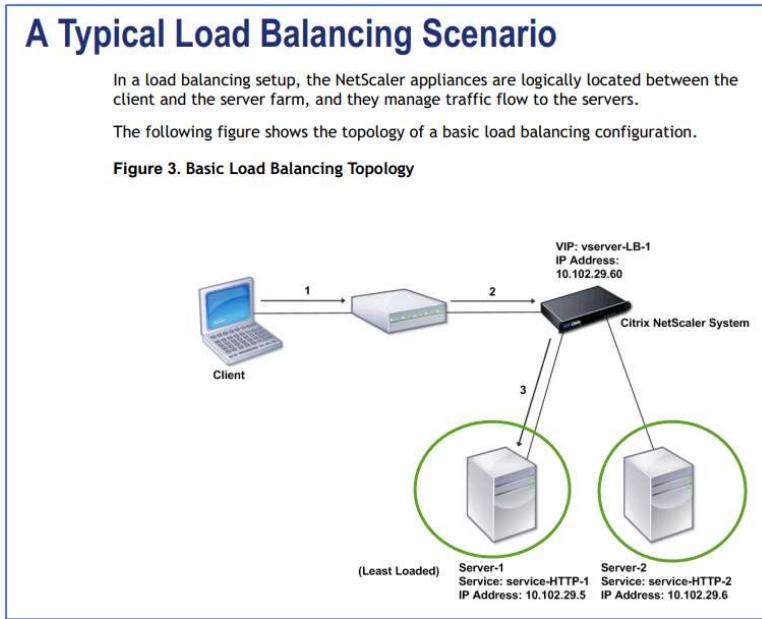 A Typical Load Balancing Scenario
In a load balancing setup, the NetScaler appliances are logically located between the
client and the server farm, and they manage traffic flow to the servers.
The following figure shows the topology of a basic load balancing configuration.
Figure 3. Basic Load Balancing Topology
VIP: vserver-LB-1
IP Address:
10.102.29.60
1
2
Citrix NetScaler System
Client
3
(Least Loaded)
Server-1
Service: service-HTTP-1
IP Address: 10.102.29.5
Server-2
Service: service-HTTP-2
IP Address: 10.102.29.6